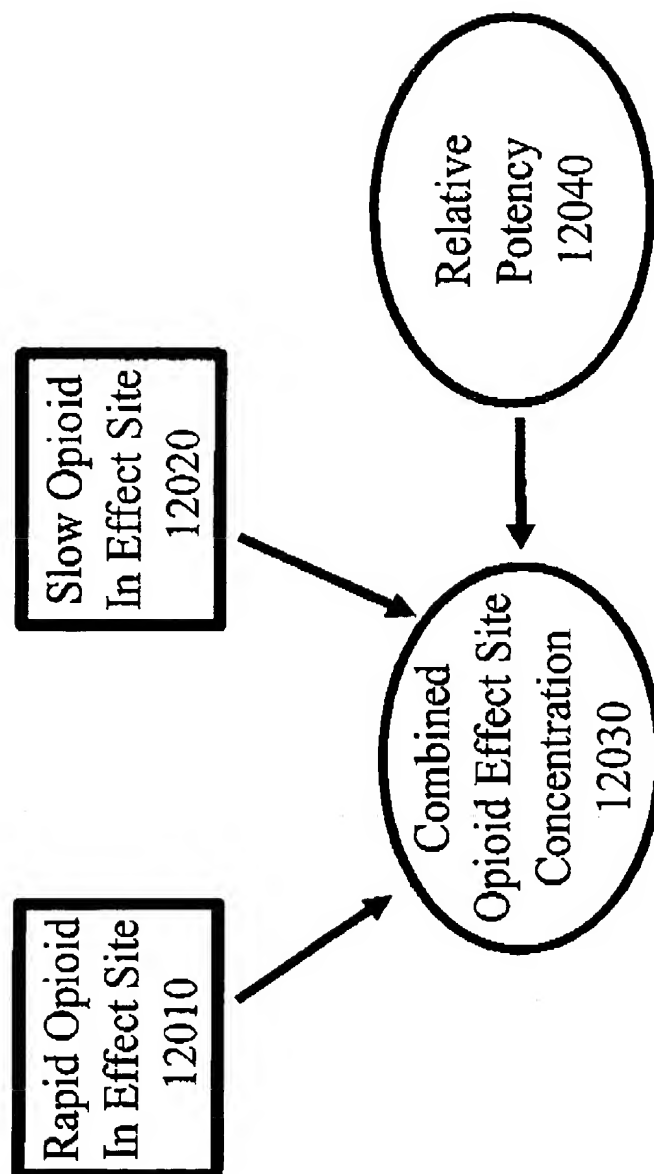 Rapid Opioid
In Effect Site
12010
Slow Opioid
In Effect Site
12020
Combined
Opioid Effect Site
Concentration
12030
Relative
Potency
12040